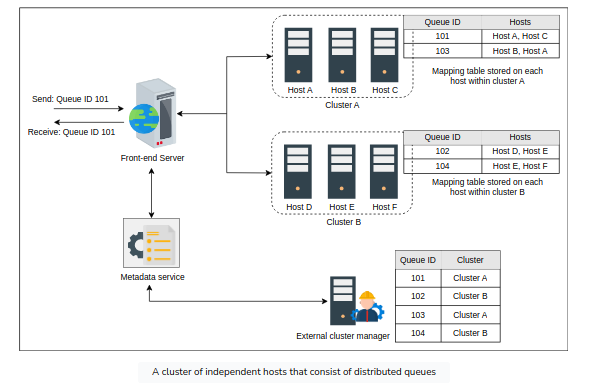 Queue ID Hosts
101 Host A, Host C
103 Host B, Host A
Mapping table stored on each
host within cluster A
Host A Host B Host C
Cluster A
Send: Queue ID 101
Receive: Queue ID 101
Front-end Server
Queue ID Hosts
102 Host D, Host E
104 Host E, Host F
Mapping table stored on each
host within cluster B
Host D Host E Host F
Cluster B
Metadata service
Queue ID Cluster
101 Cluster A
102 Cluster B
103 Cluster A
104 Cluster B
External cluster manager
A cluster of independent hosts that consist of distributed queues